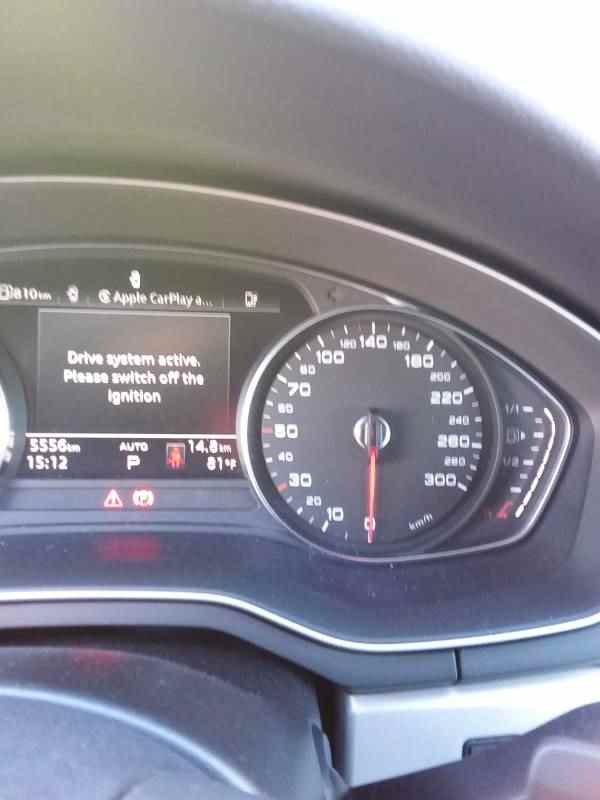 810km
Apple CarPlay a...
Drive system active.
Please switch off the
ignition
5556km AUTO 14,8km
15:12 P 81°F
(P)
0 10 20 30 40 50 60 70 80 100 120 140 160 180 200 220 240 260 280 300
km/h
1/1
1/2